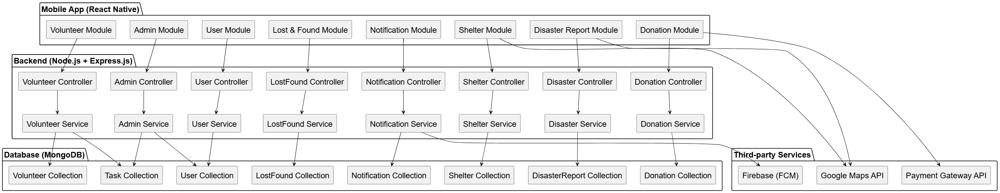 Mobile App (React Native)
Volunteer Module
Admin Module
User Module
Lost & Found Module
Notification Module
Shelter Module
Disaster Report Module
Donation Module
Backend (Node.js + Express.js)
Volunteer Controller
Admin Controller
User Controller
LostFound Controller
Notification Controller
Shelter Controller
Disaster Controller
Donation Controller
Volunteer Service
Admin Service
User Service
LostFound Service
Notification Service
Shelter Service
Disaster Service
Donation Service
Database (MongoDB)
Volunteer Collection
Task Collection
User Collection
LostFound Collection
Notification Collection
Shelter Collection
DisasterReport Collection
Donation Collection
Third-party Services
Firebase (FCM)
Google Maps API
Payment Gateway API